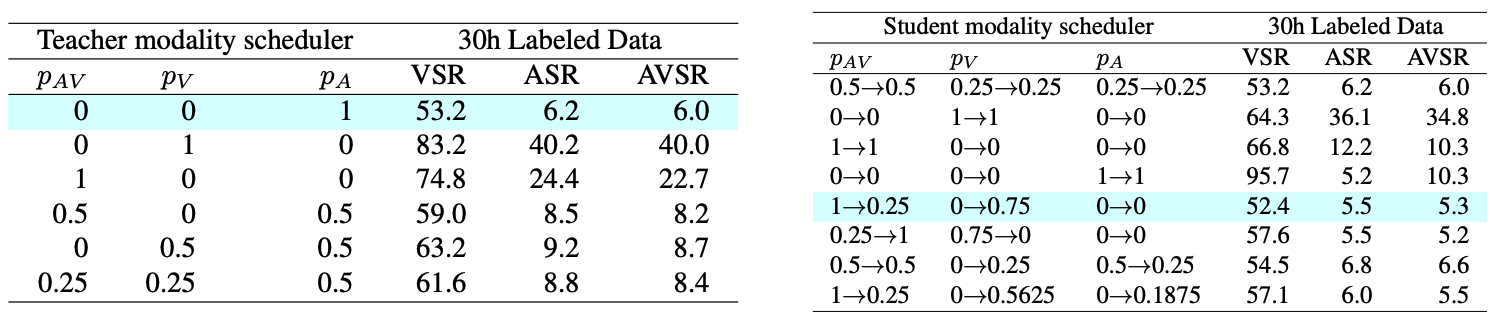 Teacher modality scheduler 30h Labeled Data
pAV pV pA VSR ASR AVSR
0 0 1 53.2 6.2 6.0
0 1 0 83.2 40.2 40.0
1 0 0 74.8 24.4 22.7
0.5 0 0.5 59.0 8.5 8.2
0 0.5 0.5 63.2 9.2 8.7
0.25 0.25 0.5 61.6 8.8 8.4
Student modality scheduler 30h Labeled Data
pAV pV pA VSR ASR AVSR
0.5→0.5 0.25→0.25 0.25→0.25 53.2 6.2 6.0
0→0 1→1 0→0 64.3 36.1 34.8
1→1 0→0 0→0 66.8 12.2 10.3
0→0 0→0 1→1 95.7 5.2 10.3
1→0.25 0→0.75 0→0 52.4 5.5 5.3
0.25→1 0.75→0 0→0 57.6 5.5 5.2
0.5→0.5 0→0.25 0.5→0.25 54.5 6.8 6.6
1→0.25 0→0.5625 0→0.1875 57.1 6.0 5.5